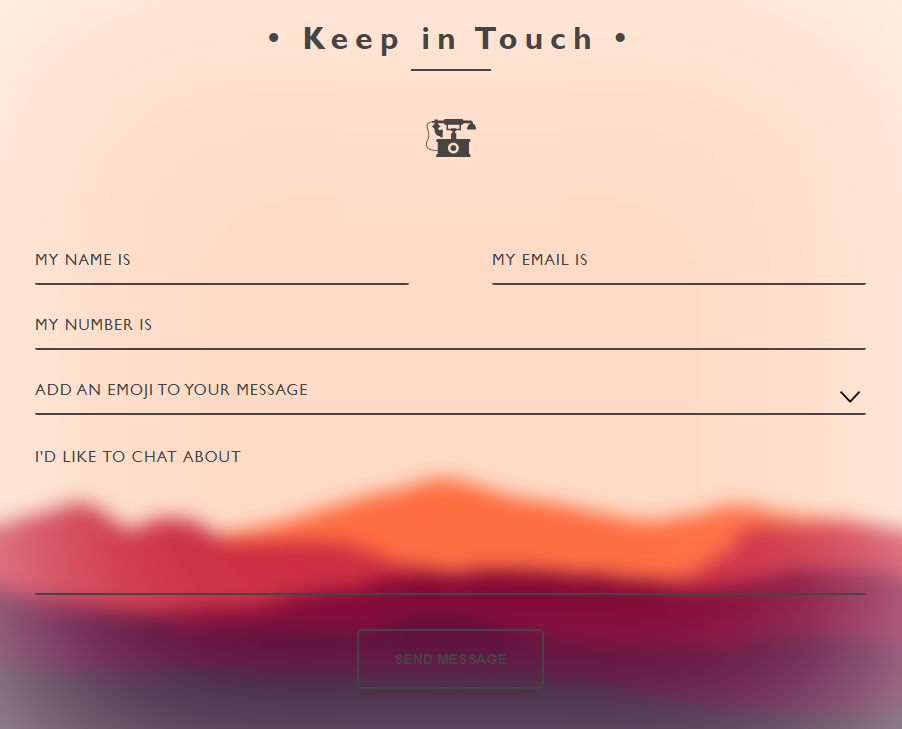 • Keep in Touch •
MY NAME IS
MY EMAIL IS
MY NUMBER IS
ADD AN EMOJI TO YOUR MESSAGE
I'D LIKE TO CHAT ABOUT
SEND MESSAGE